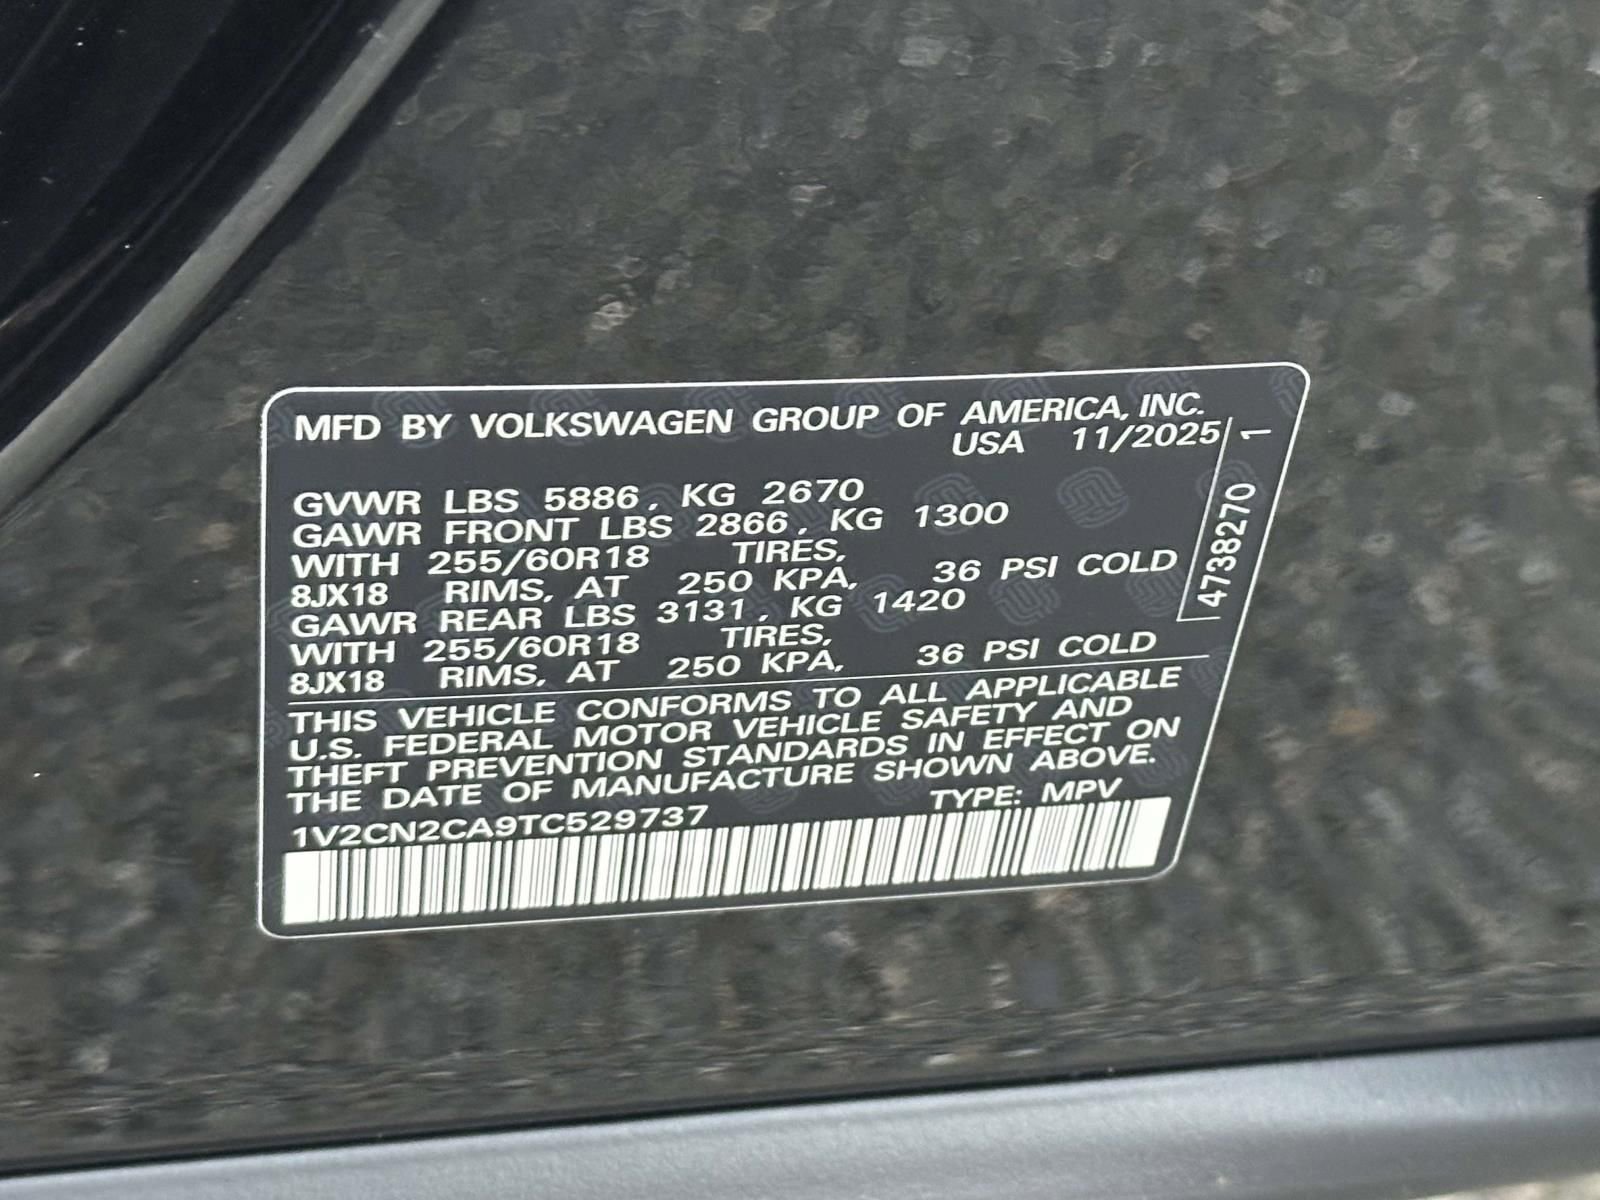 MFD BY VOLKSWAGEN GROUP OF AMERICA, INC.
USA 11/2025
GVWR LBS 5886, KG 2670
GAWR FRONT LBS 2866, KG 1300
WITH 255/60R18 TIRES,
8JX18 RIMS, AT 250 KPA, 36 PSI COLD
GAWR REAR LBS 3131, KG 1420
WITH 255/60R18 TIRES,
8JX18 RIMS, AT 250 KPA, 36 PSI COLD
THIS VEHICLE CONFORMS TO ALL APPLICABLE
U.S. FEDERAL MOTOR VEHICLE SAFETY AND
THEFT PREVENTION STANDARDS IN EFFECT ON
THE DATE OF MANUFACTURE SHOWN ABOVE.
1V2CN2CA9TC529737 TYPE: MPV
47382270 1